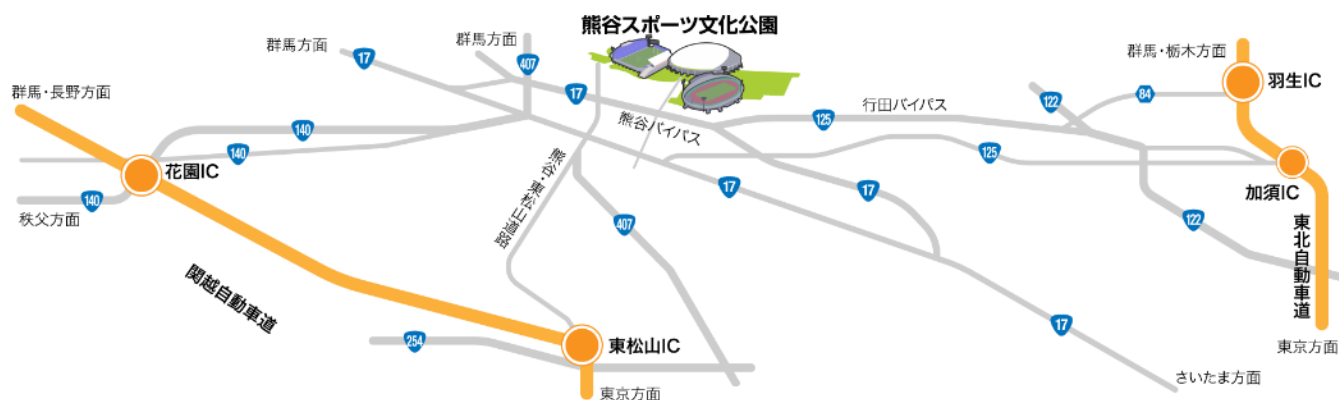 熊谷スポーツ文化公園
群馬方面
17
群馬方面
407
17
群馬・栃木方面
羽生IC
84
122
群馬・長野方面
140
140
熊谷バイパス
125
行田バイパス
125
花園IC
140
秩父方面
熊谷・東松山道路
407
17
17
加須IC
122
東北自動車道
関越自動車道
254
東松山IC
東京方面
17
さいたま方面
東京方面